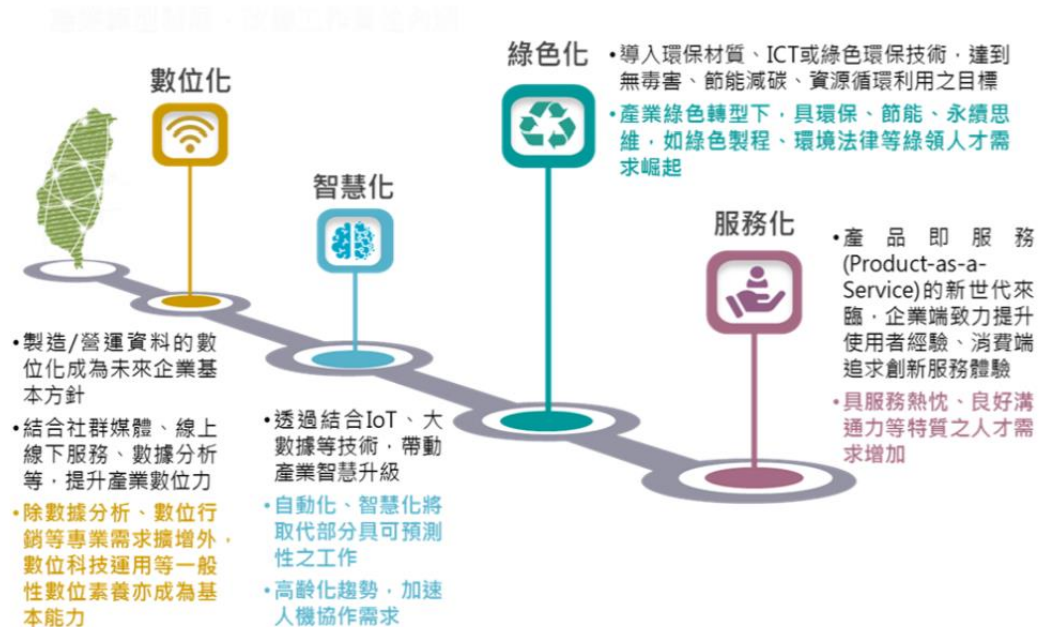 數位化
•製造/營運資料的數
位化成為未來企業基
本方針
•結合社群媒體、線上
線下服務、數據分析
等，提升產業數位力
•除數據分析、數位行
銷等專業需求擴增外，
數位科技運用等一般
性數位素養亦成為基
本能力
智慧化
•透過結合IoT、大
數據等技術，帶動
產業智慧升級
•自動化、智慧化將
取代部分具可預測
性之工作
•高齡化趨勢，加速
人機協作需求
綠色化
•導入環保材質、ICT或綠色環保技術，達到
無毒害、節能減碳、資源循環利用之目標
•產業綠色轉型下，具環保、節能、永續思
維，如綠色製程、環境法律等綠領人才需
求崛起
服務化
•產品即服務
(Product-as-a-
Service)的新世代來
臨，企業端致力提升
使用者經驗、消費端
追求創新服務體驗
•具服務熱忱、良好溝
通力等特質之人才需
求增加